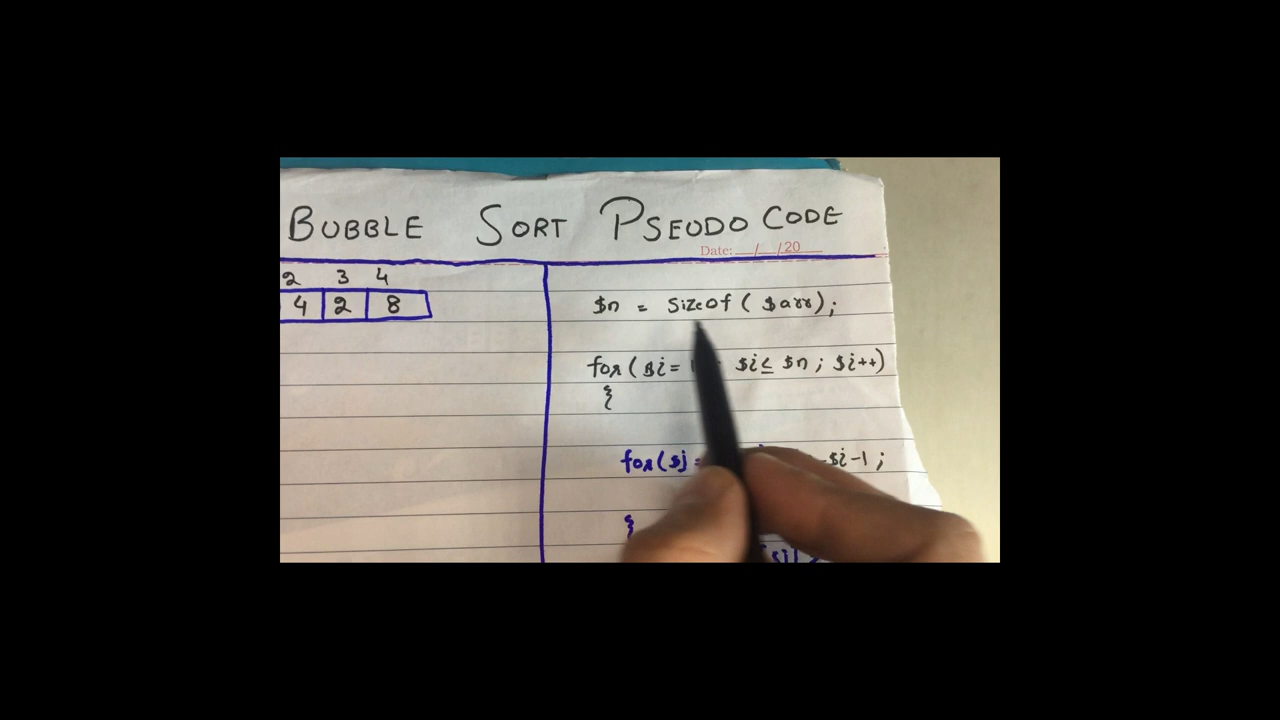 BUBBLE SORT PSEUDO CODE
Date: / /20
2 3 4
4 2 8
$n = sizeof ( $arr);
for( $i= $i≤ $n ; $i++)
{
for( $j = -$i-1 ;
{